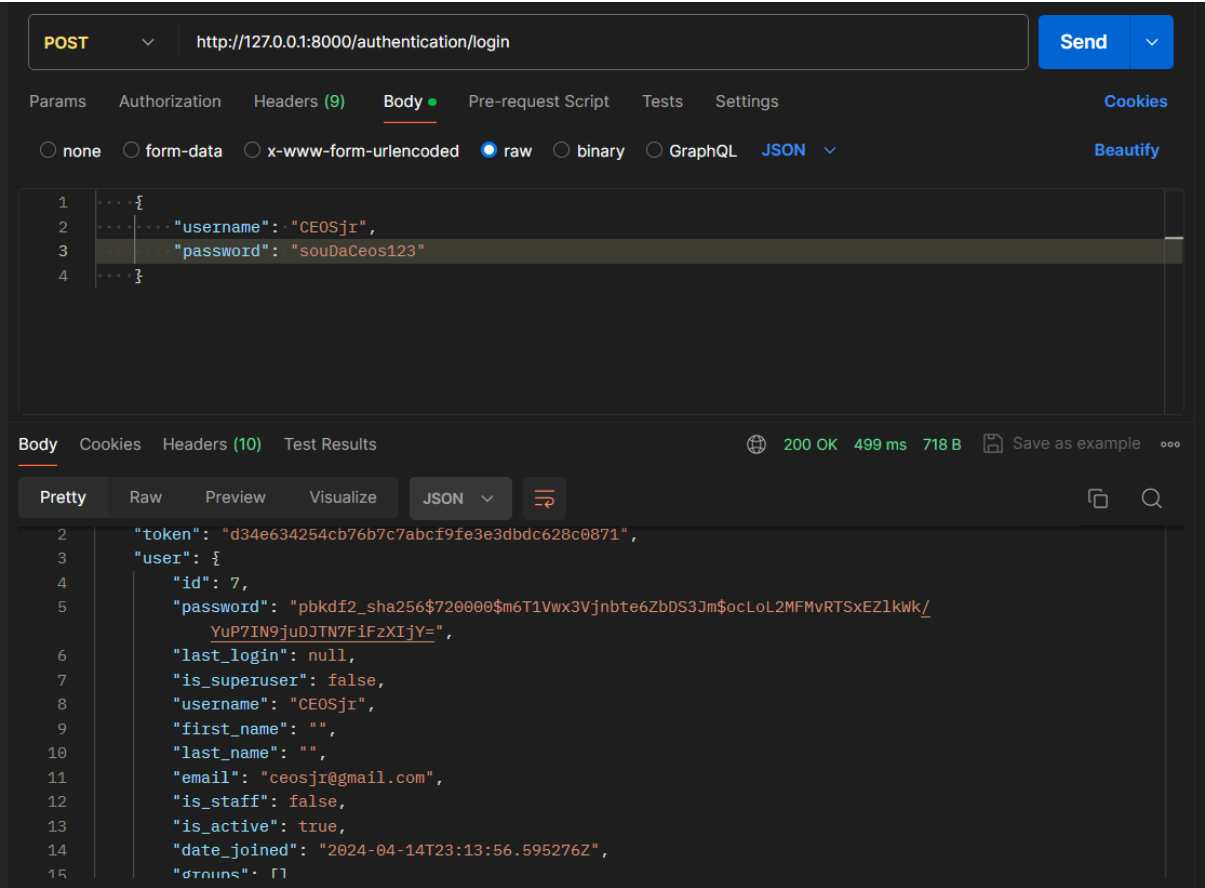 POST http://127.0.0.1:8000/authentication/login Send
Params Authorization Headers (9) Body Pre-request Script Tests Settings Cookies
none form-data x-www-form-urlencoded raw binary GraphQL JSON Beautify
1 {
2 "username": "CEOSjr",
3 "password": "souDaCeos123"
4 }
Body Cookies Headers (10) Test Results 200 OK 499 ms 718 B Save as example
Pretty Raw Preview Visualize JSON
2 "token": "d34e634254cb76b7c7abcf9fe3e3dbdc628c0871",
3 "user": {
4 "id": 7,
5 "password": "pbkdf2_sha256$720000$m6T1Vwx3Vjnbte6ZbDS3Jm$ocLoL2MFMvRTSxEZlkWk/
YuP7IN9juDJTN7FiFzXIjY=",
6 "last_login": null,
7 "is_superuser": false,
8 "username": "CEOSjr",
9 "first_name": "",
10 "last_name": "",
11 "email": "ceosjr@gmail.com",
12 "is_staff": false,
13 "is_active": true,
14 "date_joined": "2024-04-14T23:13:56.595276Z",
15 "groups": []